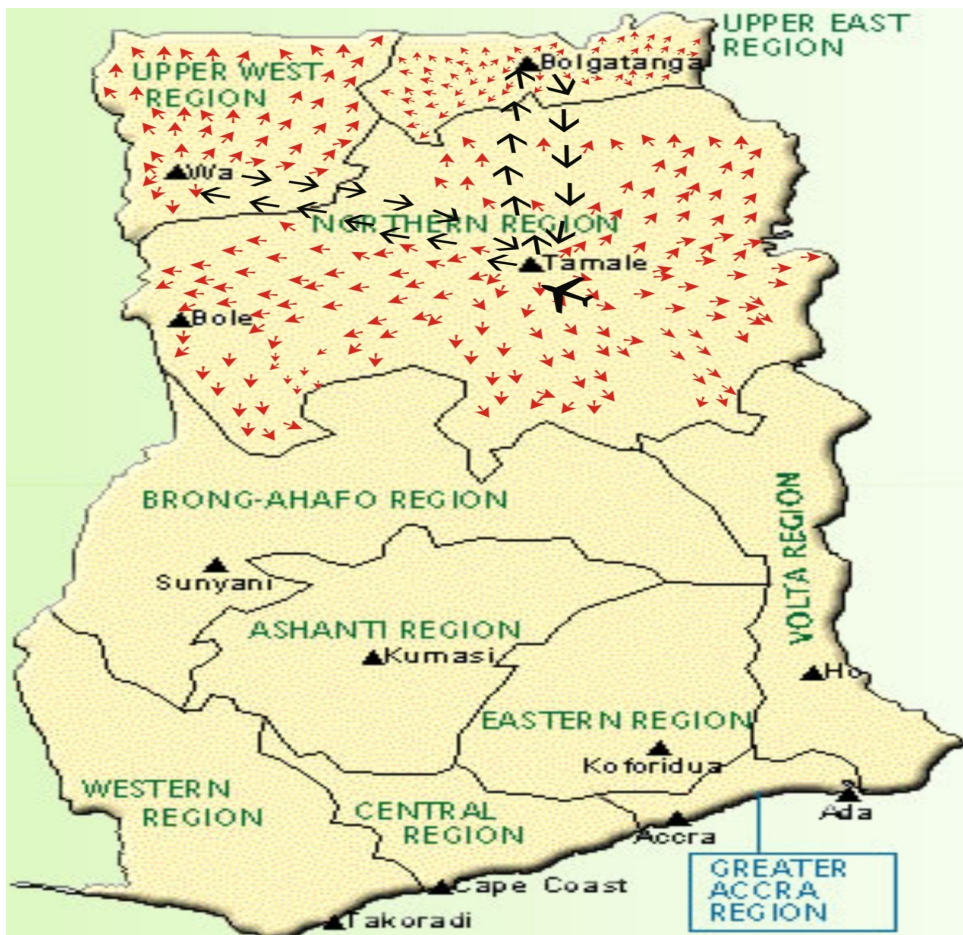 UPPER EAST
REGION
Bolgatanga
UPPER WEST
REGION
Wa
NORTHERN REGION
Tamale
Bole
BRONG-AHAFO REGION
VOLTA REGION
Sunyani
ASHANTI REGION
Kumasi
Ho
EASTERN REGION
Koforidua
WESTERN
REGION
CENTRAL
REGION
Accra
Ada
GREATER
ACCRA
REGION
Cape Coast
Takoradi